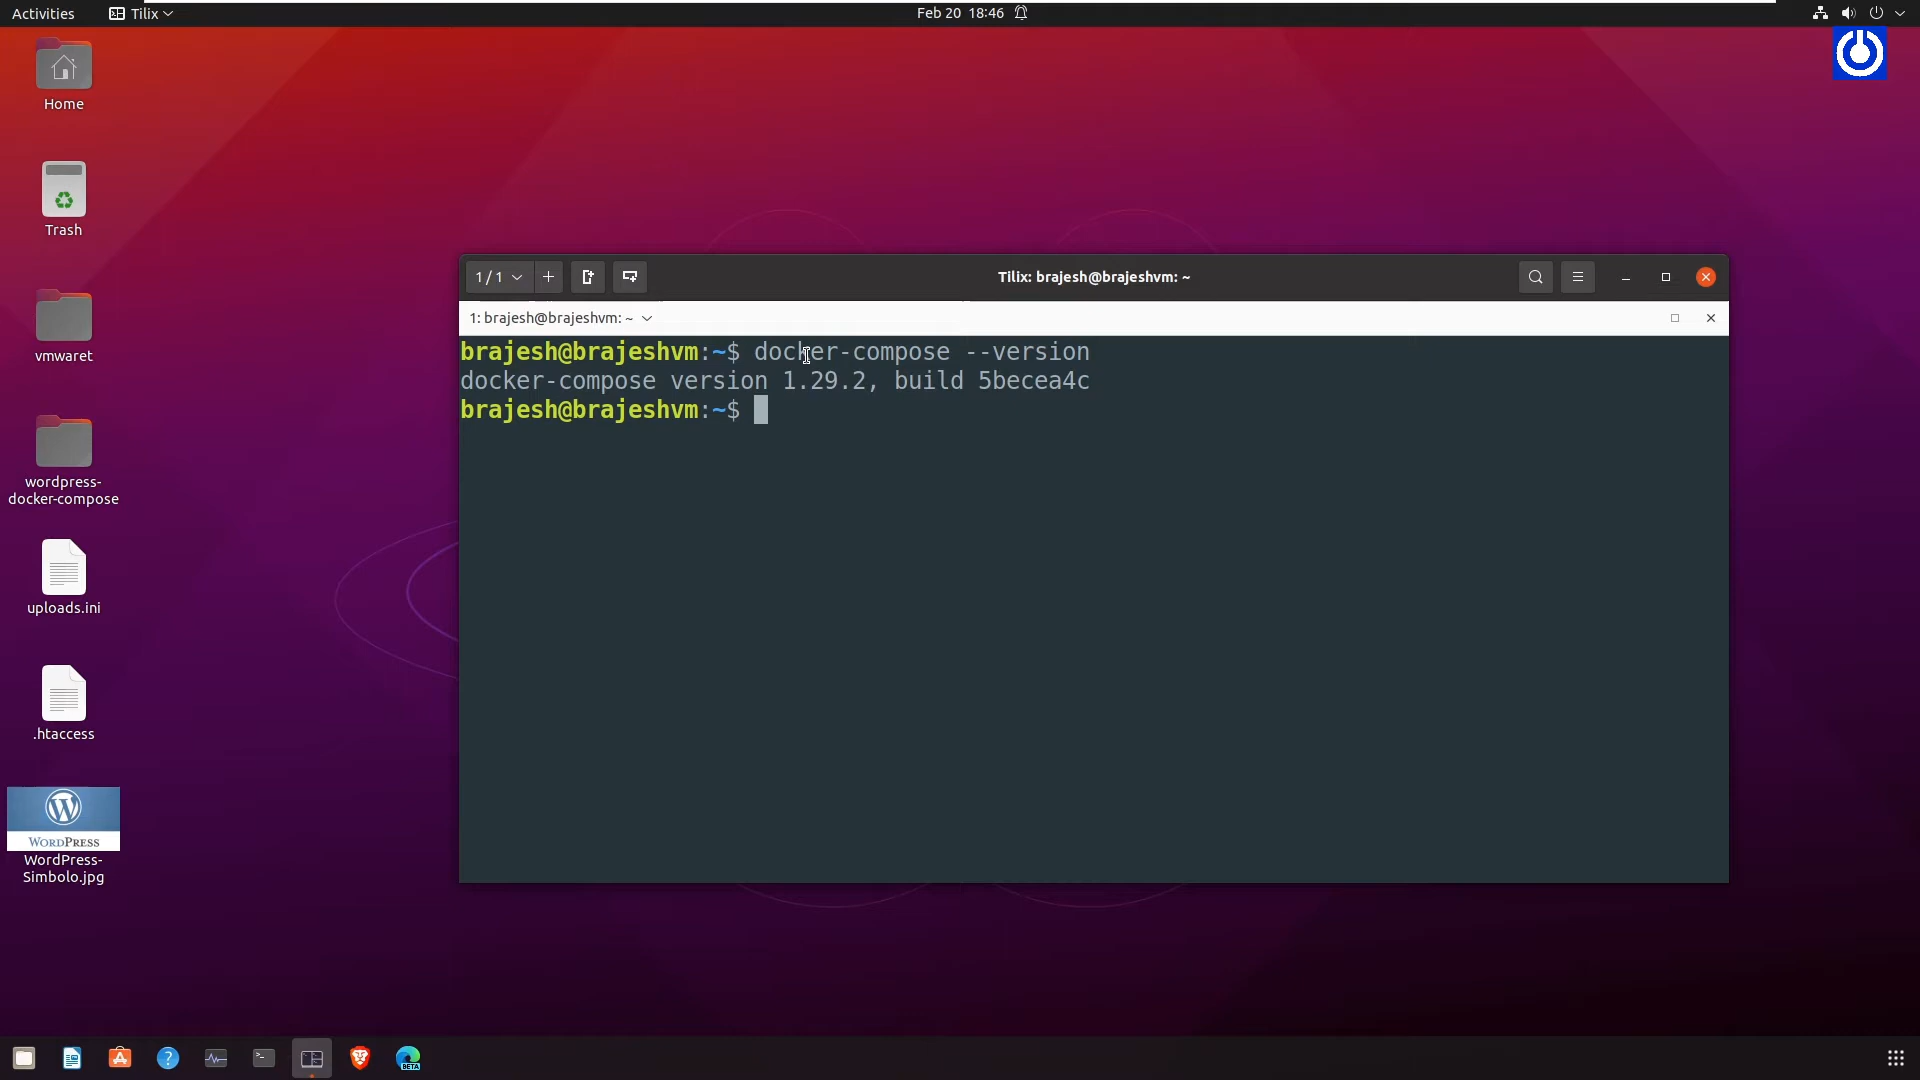 Activities
Tilix
Feb 20 18:46
Home
Trash
vmwaret
wordpress-
docker-compose
uploads.ini
.htaccess
WORDPRESS
WordPress-
Simbolo.jpg
1 / 1
Tilix: brajesh@brajeshvm: ~
1: brajesh@brajeshvm: ~
brajesh@brajeshvm:~$ docker-compose --version
docker-compose version 1.29.2, build 5becea4c
brajesh@brajeshvm:~$
BETA